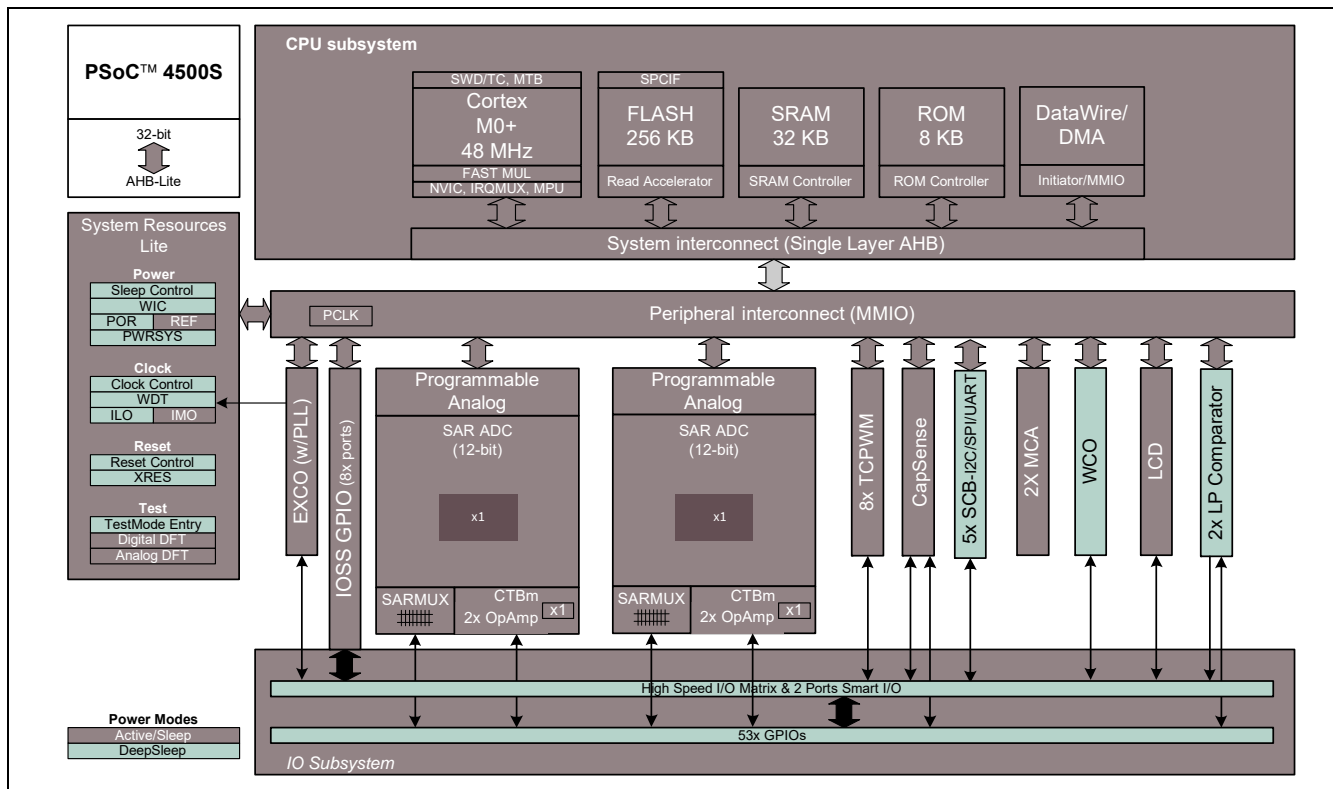 PSoC™ 4500S
32-bit
AHB-Lite
CPU subsystem
SWD/TC, MTB
Cortex
M0+
48 MHz
FAST MUL
NVIC, IRQMUX, MPU
SPCIF
FLASH
256 KB
Read Accelerator
SRAM
32 KB
SRAM Controller
ROM
8 KB
ROM Controller
DataWire/
DMA
Initiator/MMIO
System interconnect (Single Layer AHB)
System Resources
Lite
Power
Sleep Control
WIC
POR REF
PWRSYS
Clock
Clock Control
WDT
ILO IMO
Reset
Reset Control
XRES
Test
TestMode Entry
Digital DFT
Analog DFT
PCLK
Peripheral interconnect (MMIO)
EXCO (w/PLL)
IOSS GPIO (8x ports)
Programmable
Analog
SAR ADC
(12-bit)
x1
SARMUX
CTBm
2x OpAmp
x1
Programmable
Analog
SAR ADC
(12-bit)
x1
SARMUX
CTBm
2x OpAmp
x1
8x TCPWM
CapSense
5x SCB-I2C/SPI/UART
2X MCA
WCO
LCD
2x LP Comparator
High Speed I/O Matrix & 2 Ports Smart I/O
53x GPIOs
IO Subsystem
Power Modes
Active/Sleep
DeepSleep